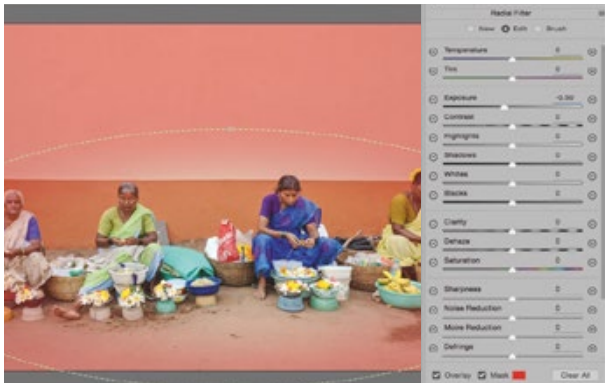 Radial Filter
New Edit Brush
Temperature 0
Tint 0
Exposure -0.50
Contrast 0
Highlights 0
Shadows 0
Whites 0
Blacks 0
Clarity 0
Dehaze 0
Saturation 0
Sharpness 0
Noise Reduction 0
Moire Reduction 0
Defringe 0
Overlay Mask Clear All